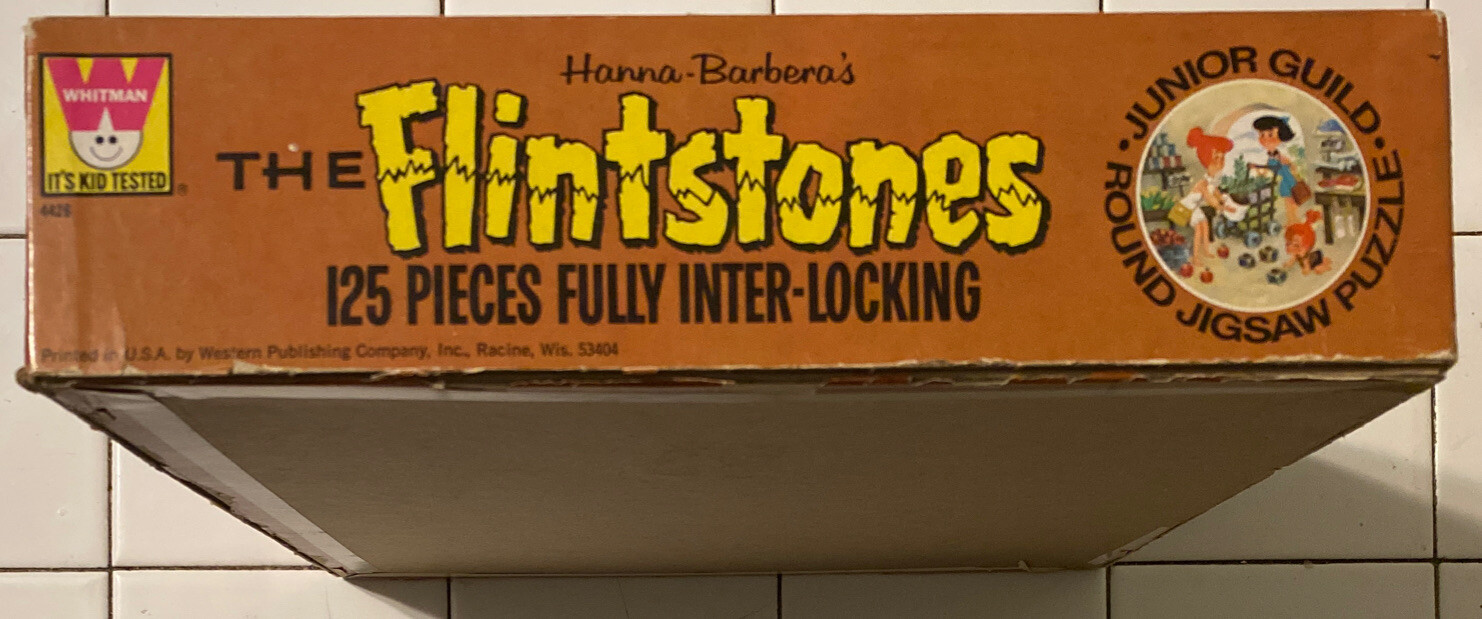 WHITMAN
IT'S KID TESTED ®
4426
Hanna-Barbera's
THE Flintstones
125 PIECES FULLY INTER-LOCKING
Printed in U.S.A. by Western Publishing Company, Inc., Racine, Wis. 53404
• JUNIOR GUILD •
ROUND JIGSAW PUZZLE